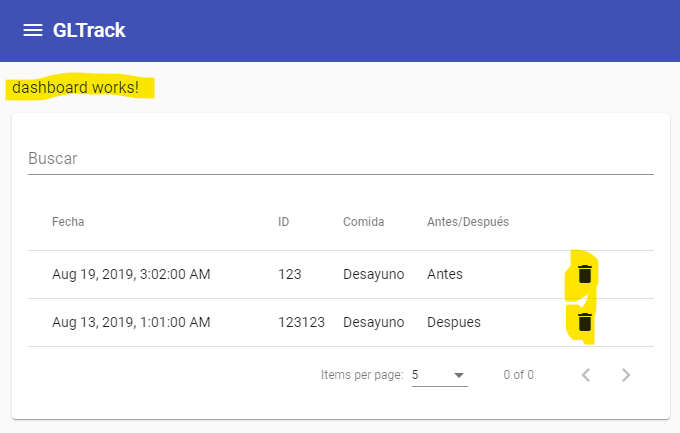 GLTrack
dashboard works!
Buscar
Fecha ID Comida Antes/Después
Aug 19, 2019, 3:02:00 AM 123 Desayuno Antes
Aug 13, 2019, 1:01:00 AM 123123 Desayuno Despues
Items per page: 5 0 of 0